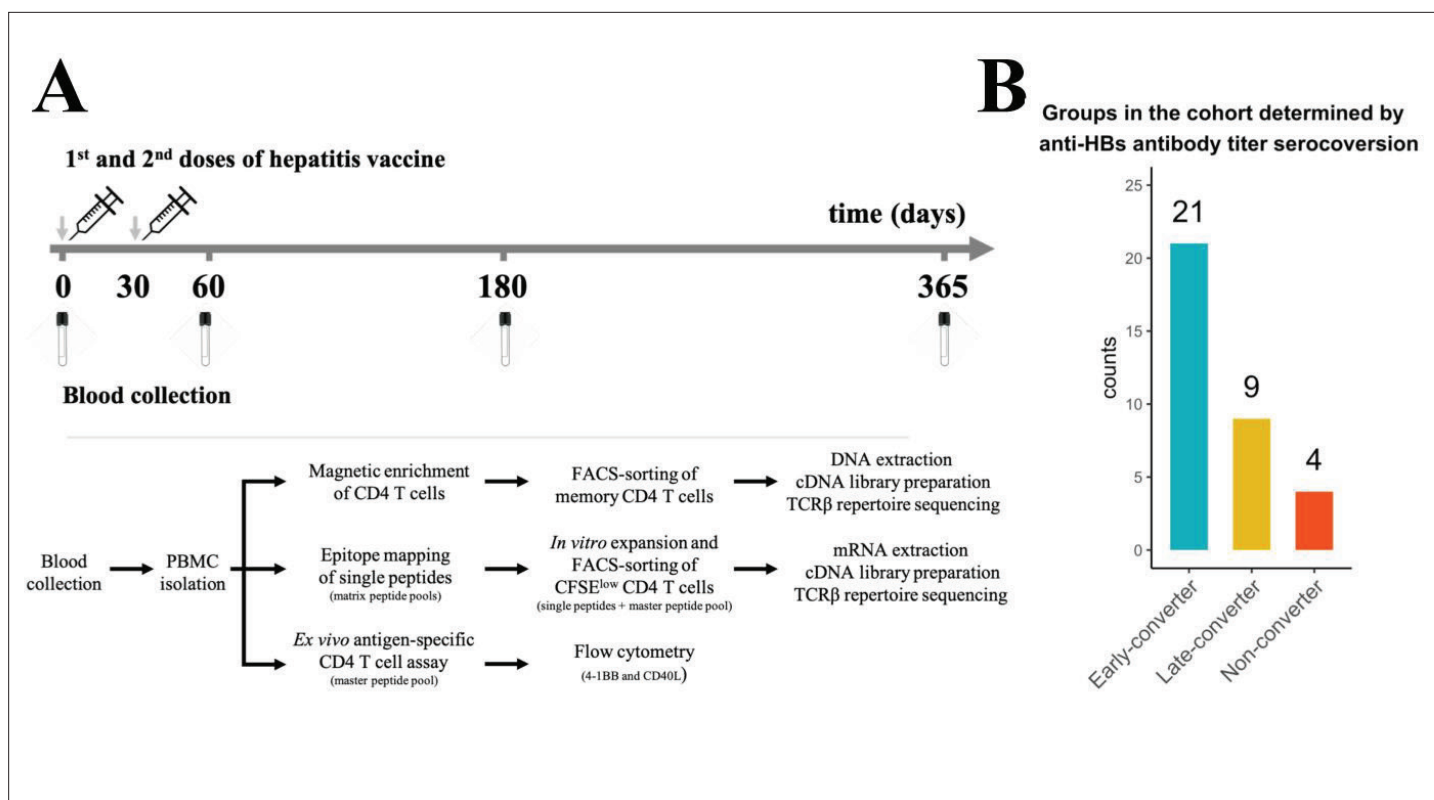 A
1st and 2nd doses of hepatitis vaccine
time (days)
0
30
60
180
365
Blood collection
Magnetic enrichment
of CD4 T cells
FACS-sorting of
memory CD4 T cells
DNA extraction
cDNA library preparation
TCRβ repertoire sequencing
Blood
collection
PBMC
isolation
Epitope mapping
of single peptides
(matrix peptide pools)
In vitro expansion and
FACS-sorting of
CFSElow CD4 T cells
(single peptides + master peptide pool)
mRNA extraction
cDNA library preparation
TCRβ repertoire sequencing
Ex vivo antigen-specific
CD4 T cell assay
(master peptide pool)
Flow cytometry
(4-1BB and CD40L)
B
Groups in the cohort determined by
anti-HBs antibody titer serocoversion
counts
25
20
15
10
5
0
21
9
4
Early-converter
Late-converter
Non-converter